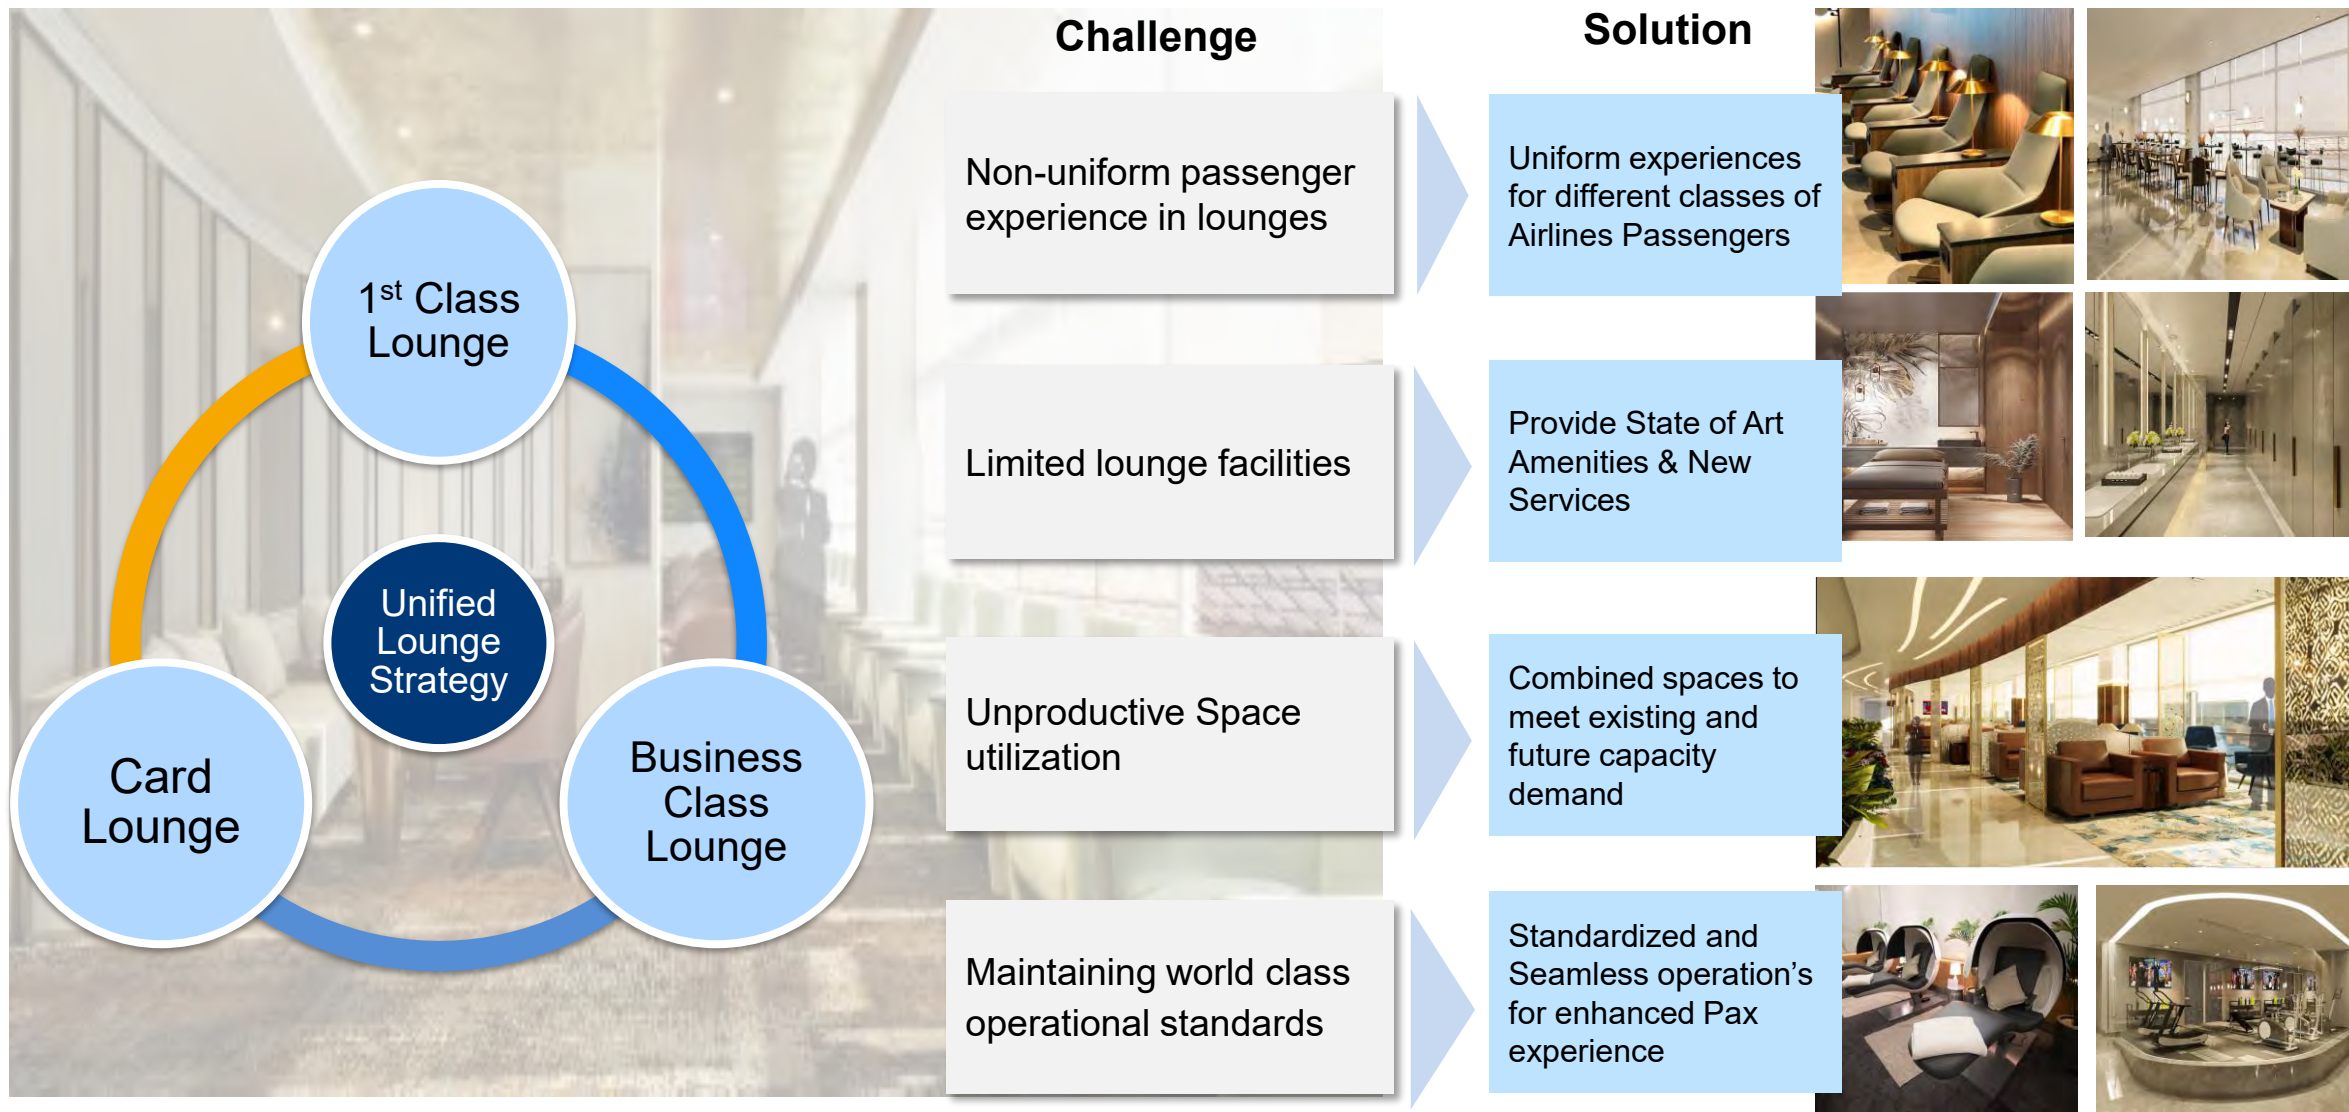 Challenge
Solution
1st Class
Lounge
Unified
Lounge
Strategy
Card
Lounge
Business
Class
Lounge
Non-uniform passenger
experience in lounges
Uniform experiences
for different classes of
Airlines Passengers
Limited lounge facilities
Provide State of Art
Amenities & New
Services
Unproductive Space
utilization
Combined spaces to
meet existing and
future capacity
demand
Maintaining world class
operational standards
Standardized and
Seamless operation’s
for enhanced Pax
experience